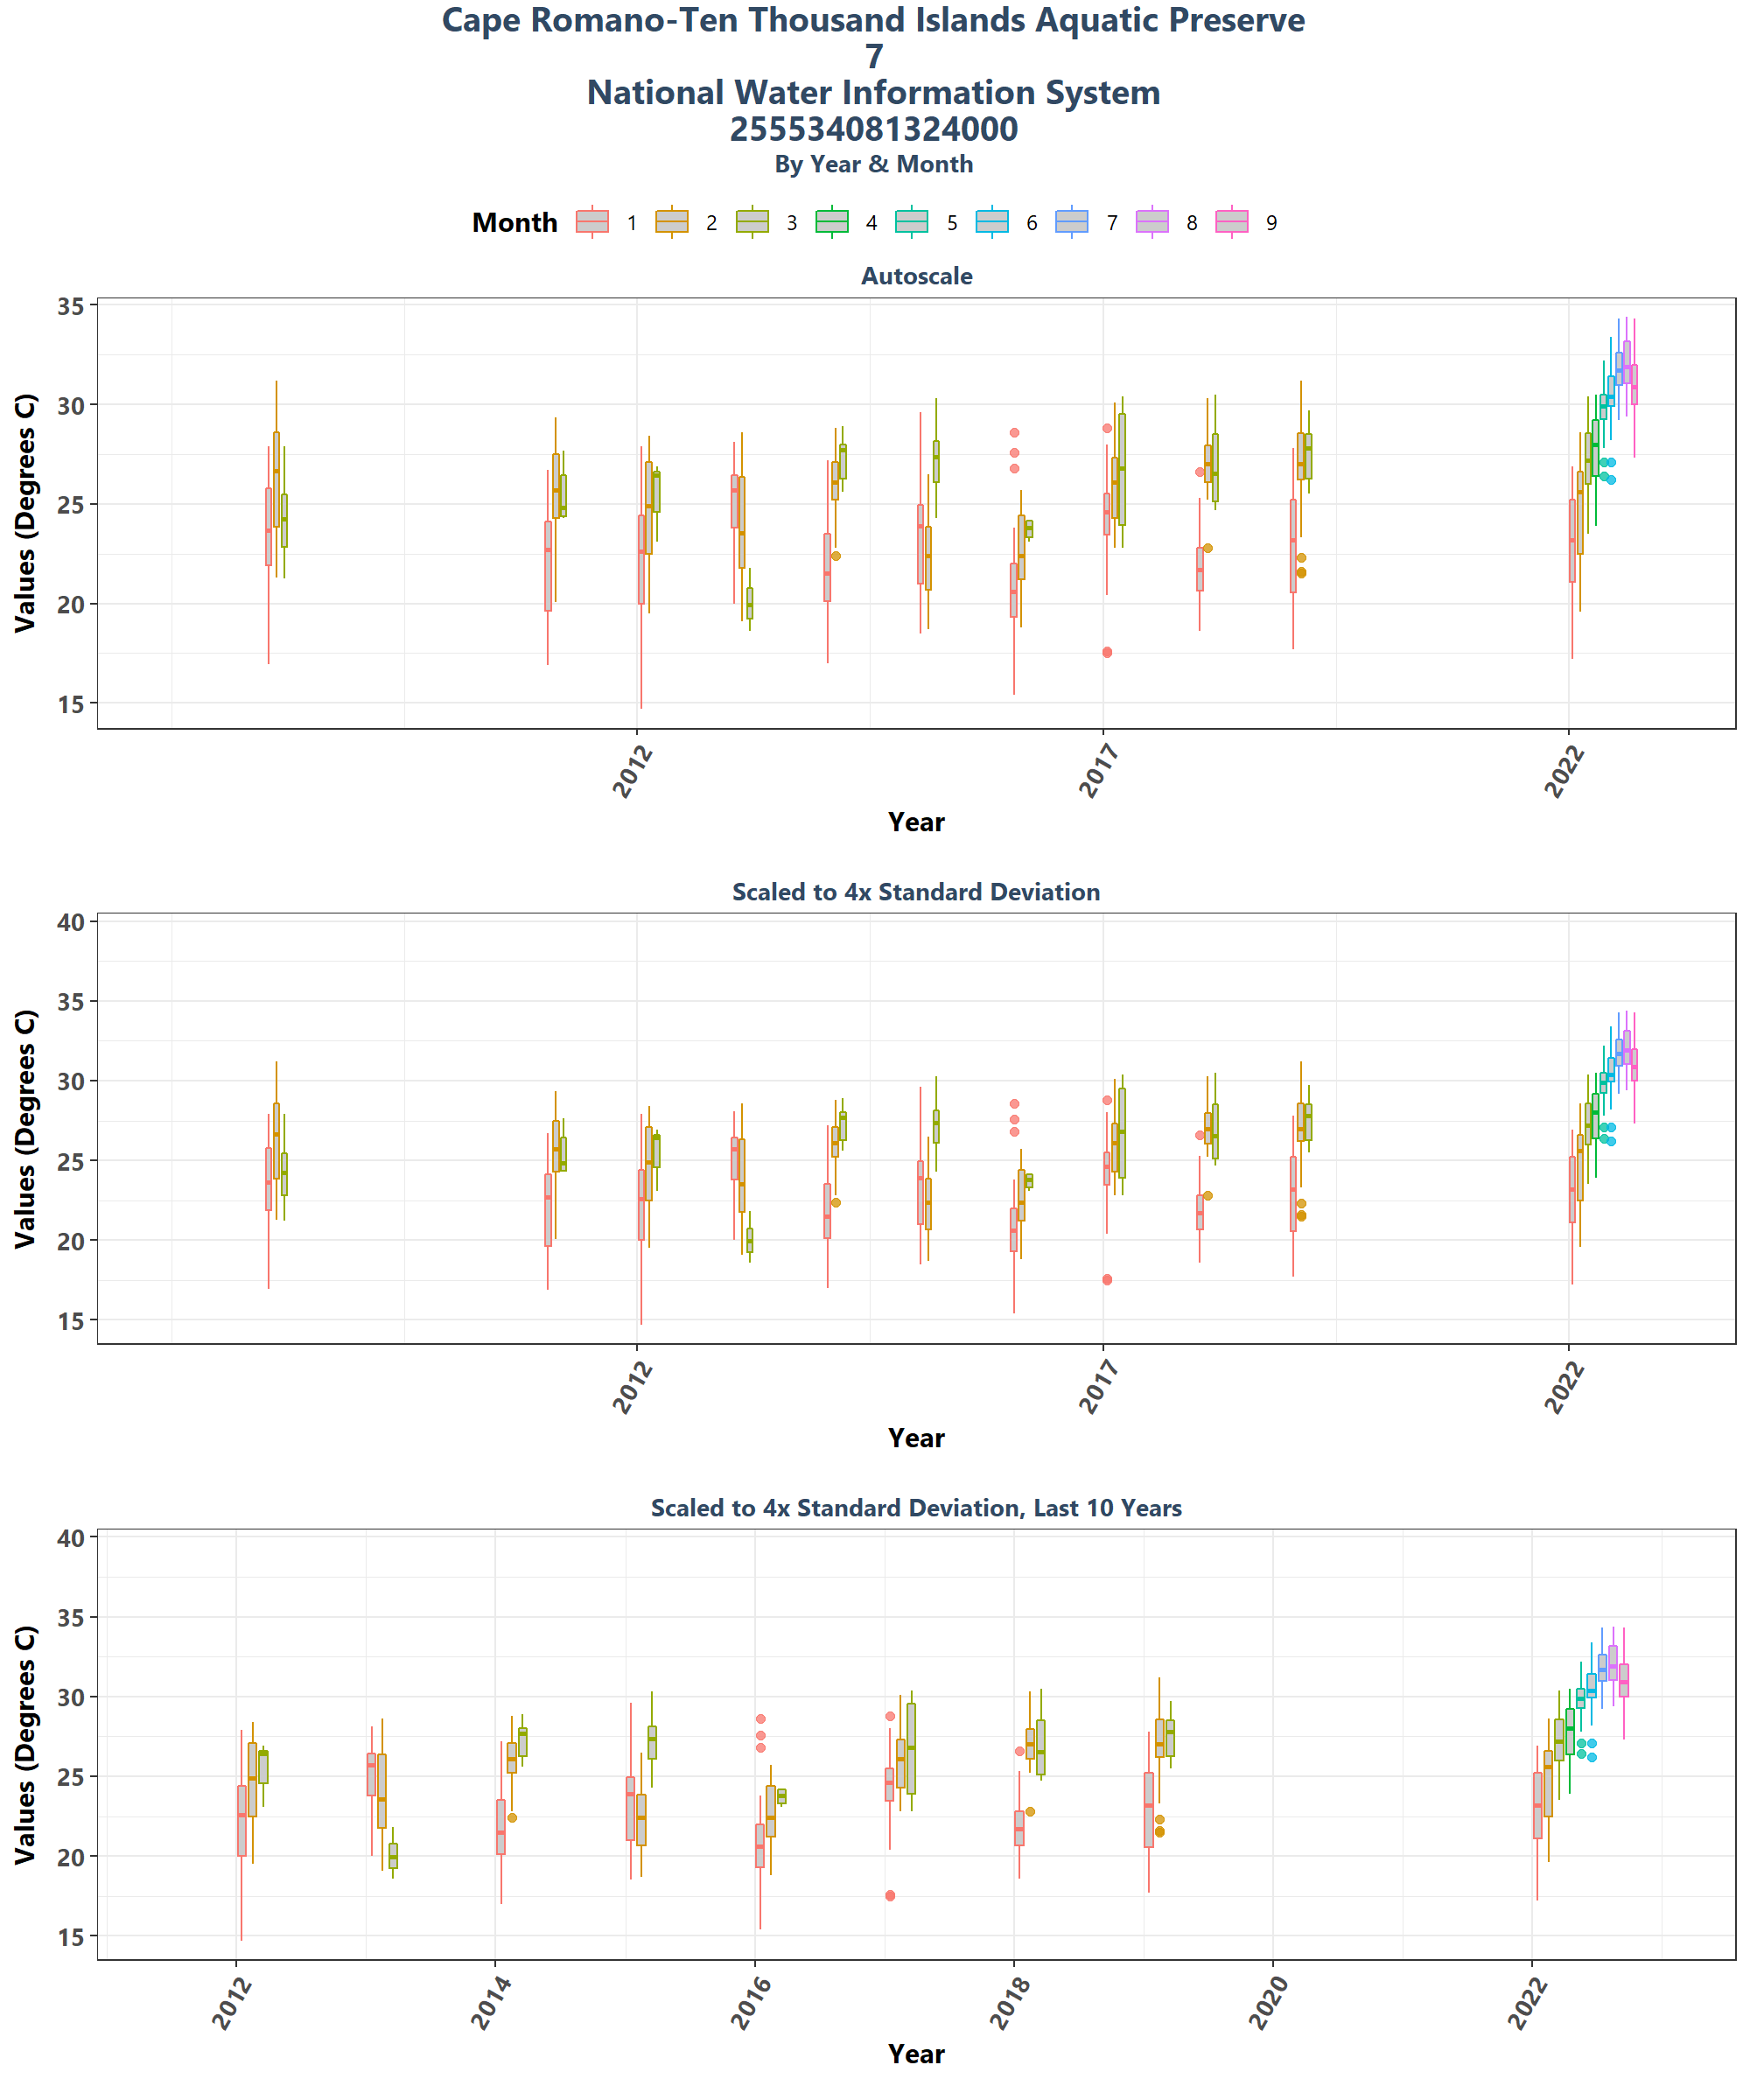 Cape Romano-Ten Thousand Islands Aquatic Preserve
7
National Water Information System
255534081324000
By Year & Month
Month 1 2 3 4 5 6 7 8 9
Autoscale
Values (Degrees C)
35
30
25
20
15
2012 2017 2022
Year
Scaled to 4x Standard Deviation
Values (Degrees C)
40
35
30
25
20
15
2012 2017 2022
Year
Scaled to 4x Standard Deviation, Last 10 Years
Values (Degrees C)
40
35
30
25
20
15
2012 2014 2016 2018 2020 2022
Year